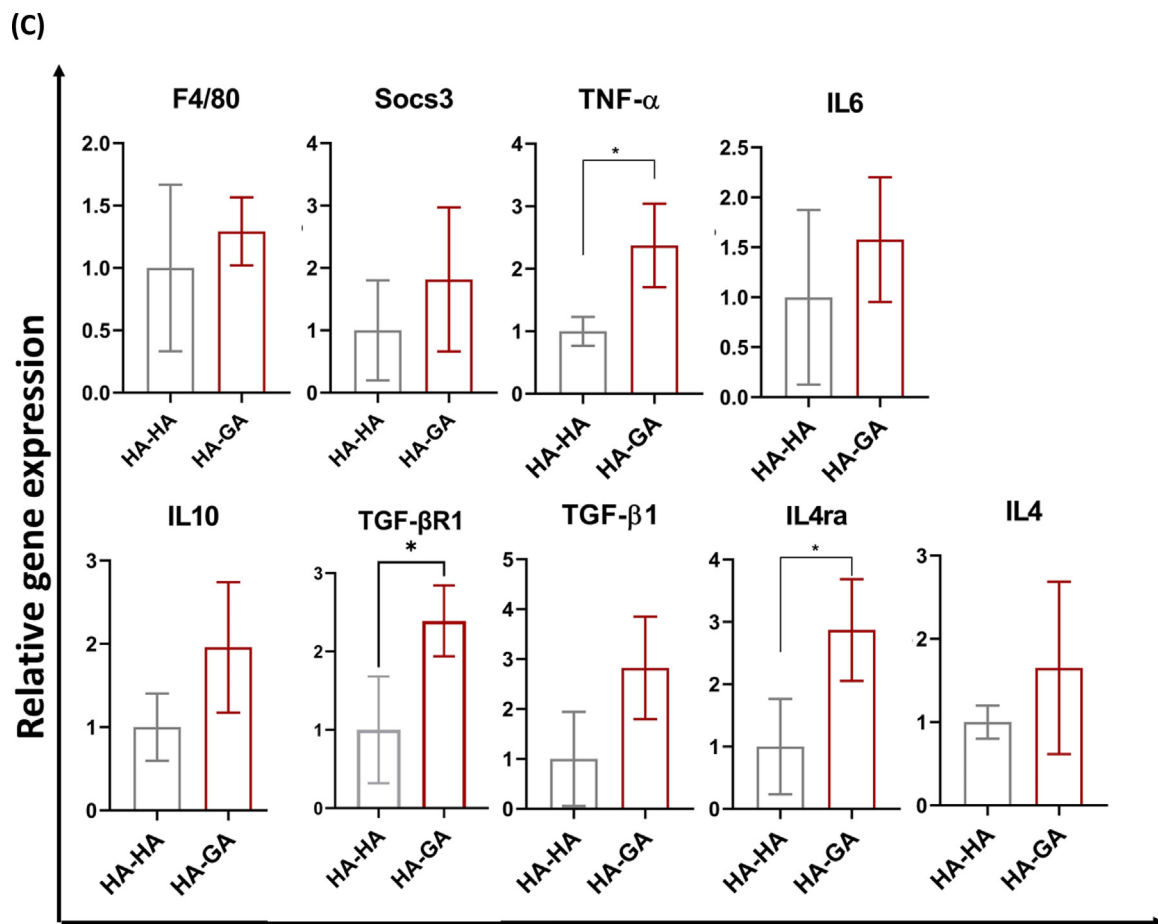 (C)
Relative gene expression
F4/80
2.0
1.5
1.0
0.5
0.0
HA-HA
HA-GA
Socs3
4
3
2
1
0
HA-HA
HA-GA
TNF-α
*
4
3
2
1
0
HA-HA
HA-GA
IL6
2.5
2.0
1.5
1.0
0.5
0.0
HA-HA
HA-GA
IL10
3
2
1
0
HA-HA
HA-GA
TGF-βR1
*
3
2
1
0
HA-HA
HA-GA
TGF-β1
5
4
3
2
1
0
HA-HA
HA-GA
IL4ra
*
4
3
2
1
0
HA-HA
HA-GA
IL4
3
2
1
0
HA-HA
HA-GA